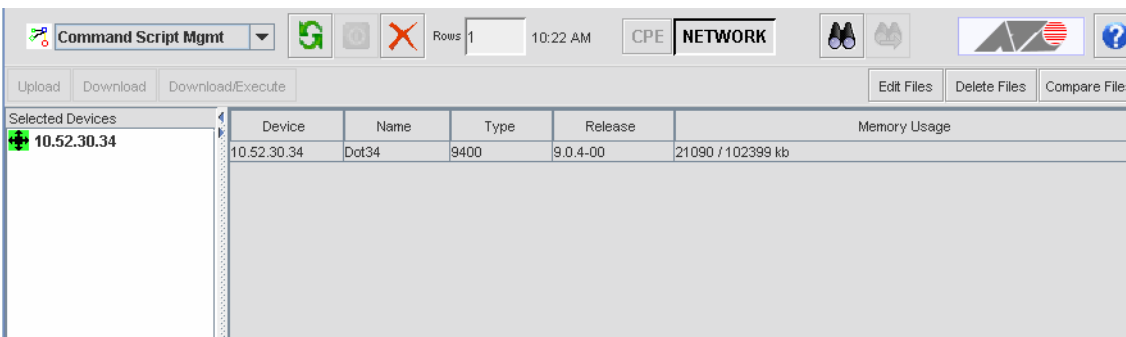 Command Script Mgmt Rows 1 10:22 AM CPE NETWORK
Upload Download Download/Execute Edit Files Delete Files Compare Files
Selected Devices Device Name Type Release Memory Usage
10.52.30.34 10.52.30.34 Dot34 9400 9.0.4-00 21090 / 102399 kb